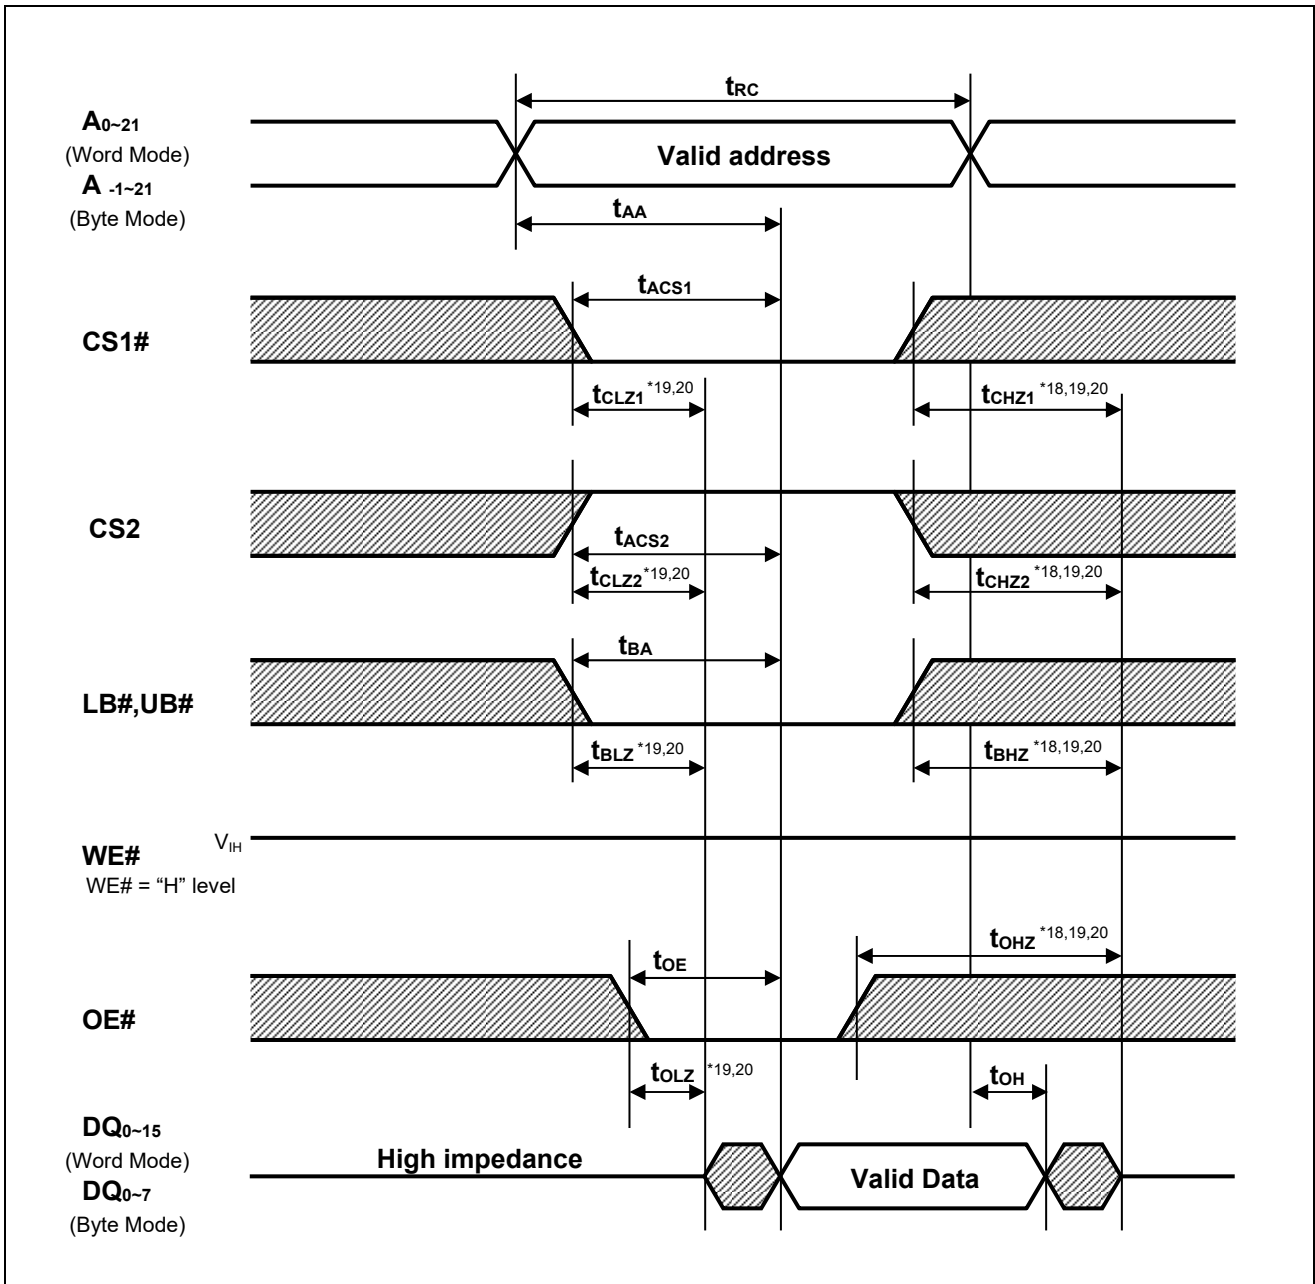 tRC
A0~21
(Word Mode)
Valid address
A -1~21
(Byte Mode)
tAA
tACS1
CS1#
tCLZ1 *19,20
tCHZ1 *18,19,20
CS2
tACS2
tCLZ2 *19,20
tCHZ2 *18,19,20
tBA
LB#,UB#
tBLZ *19,20
tBHZ *18,19,20
WE#
VIH
WE# = “H” level
tOHZ *18,19,20
tOE
OE#
tOLZ *19,20
tOH
DQ0~15
(Word Mode)
High impedance
Valid Data
DQ0~7
(Byte Mode)